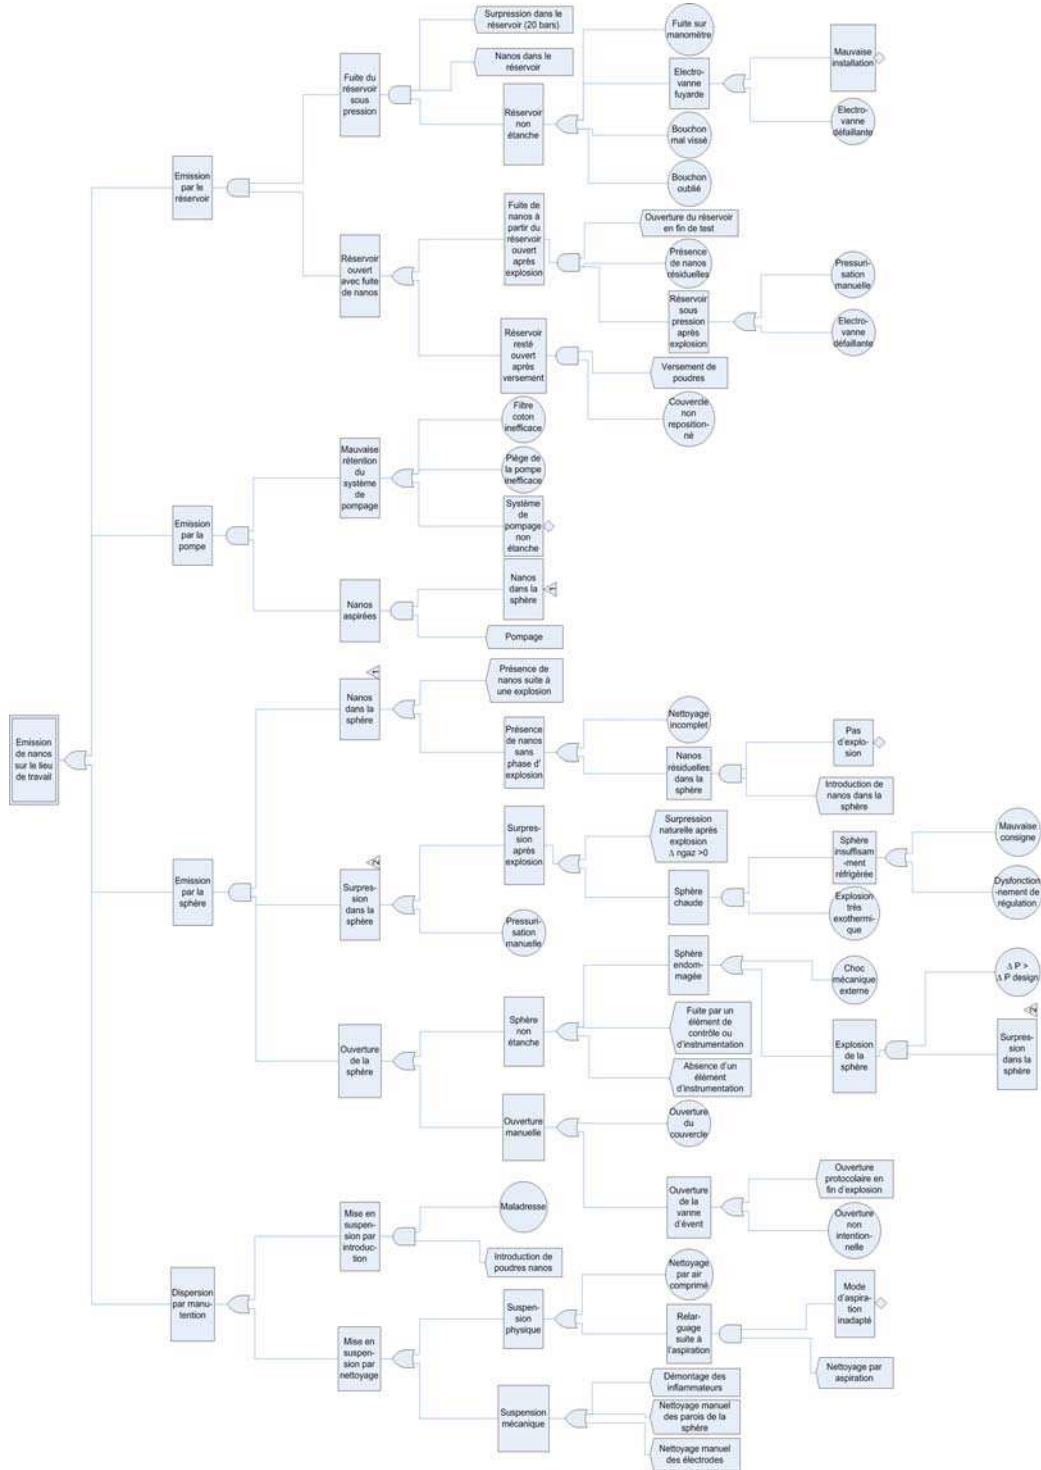 Surpression dans le
réservoir (20 bars)
Nanos dans le
réservoir
Fuite du
réservoir
sous
pression
Réservoir
non
étanche
Fuite sur
manomètre
Electro-
vanne
fuyarde
Mauvaise
installation
Electro-
vanne
défaillante
Bouchon
mal vissé
Bouchon
oublié
Emission
par le
réservoir
Réservoir
ouvert
avec fuite
de nanos
Fuite de
nanos à
partir du
réservoir
ouvert
après
explosion
Ouverture du réservoir
en fin de test
Présence
de nanos
résiduelles
Réservoir
sous
pression
après
explosion
Pressuri-
sation
manuelle
Electro-
vanne
défaillante
Réservoir
resté
ouvert
après
versement
Versement de
poudres
Couvercle
non
reposition-
né
Emission
par la
pompe
Mauvaise
rétention
du
système
de
pompage
Filtre
coton
inefficace
Piège de
la pompe
inefficace
Système
de
pompage
non
étanche
Nanos
aspirées
Nanos
dans la
sphère
1
Pompage
Emission
de nanos
sur le lieu
de travail
Emission
par la
sphère
Nanos
dans la
sphère
1
Présence de
nanos suite à
une explosion
Présence
de nanos
sans
phase d'
explosion
Nettoyage
incomplet
Nanos
résiduelles
dans la
sphère
Pas
d'explo-
sion
Introduction de
nanos dans la
sphère
Surpres-
sion
dans la
sphère
2
Surpres-
sion
après
explosion
Surpression
naturelle après
explosion
Δ ngaz >0
Sphère
chaude
Sphère
insuffisam
-ment
réfrigérée
Mauvaise
consigne
Dysfonction
-nement de
régulation
Explosion
très
exothermi-
que
Pressuri-
sation
manuelle
Ouverture
de la
sphère
Sphère
non
étanche
Sphère
endom-
magée
Choc
mécanique
externe
Explosion
de la
sphère
Δ P >
Δ P design
Surpres-
sion
dans la
sphère
2
Fuite par un
élément de
contrôle ou
d'instrumentation
Absence d'un
élément
d'instrumentation
Ouverture
manuelle
Ouverture
du
couvercle
Ouverture
de la
vanne
d'évent
Ouverture
protocolaire en
fin d'explosion
Ouverture
non
intention-
nelle
Dispersion
par manu-
tention
Mise en
suspen-
sion par
introduc-
tion
Maladresse
Introduction de
poudres nanos
Mise en
suspen-
sion par
nettoyage
Suspen-
sion
physique
Nettoyage
par air
comprimé
Relar-
guage
suite à
l'aspiration
Mode
d'aspira-
tion
inadapté
Nettoyage par
aspiration
Suspension
mécanique
Démontage des
inflammateurs
Nettoyage manuel
des parois de la
sphère
Nettoyage manuel
des électrodes